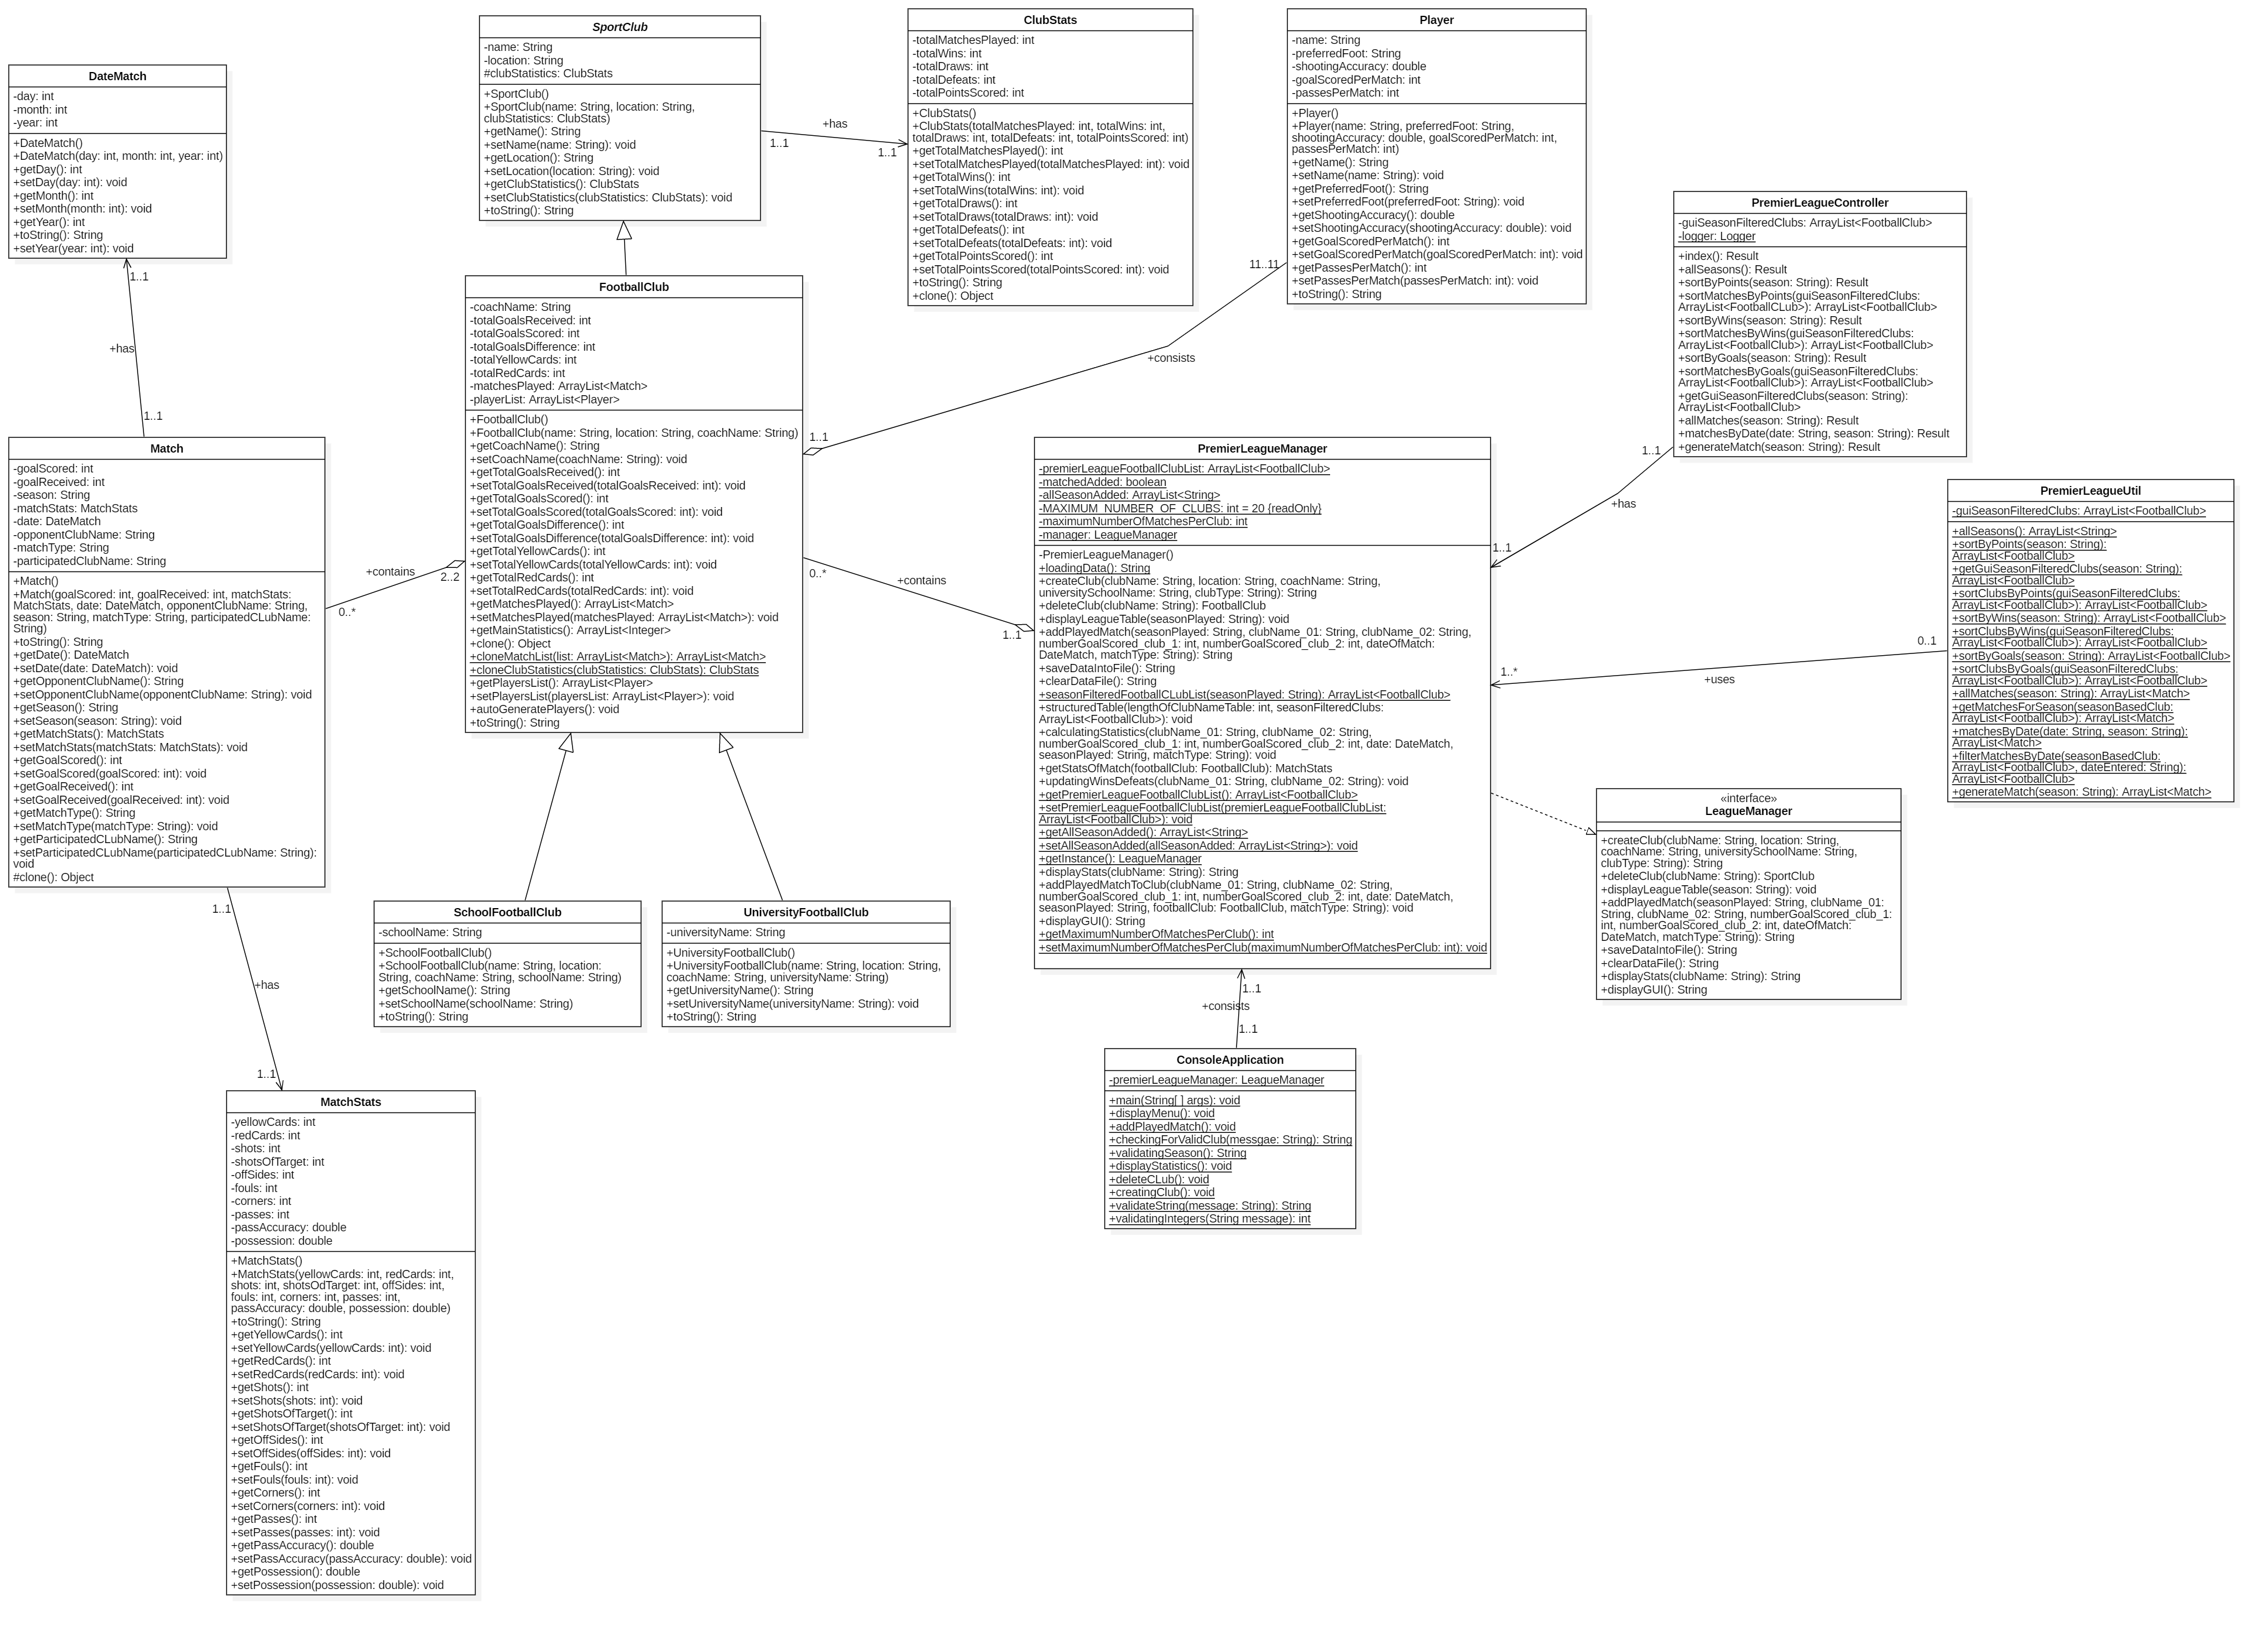 SportClub
-name: String
-location: String
#clubStatistics: ClubStats
+SportClub()
+SportClub(name: String, location: String,
clubStatistics: ClubStats)
+getName(): String
+setName(name: String): void
+getLocation(): String
+setLocation(location: String): void
+getClubStatistics(): ClubStats
+setClubStatistics(clubStatistics: ClubStats): void
+toString(): String
+has
1..1
1..1
ClubStats
-totalMatchesPlayed: int
-totalWins: int
-totalDraws: int
-totalDefeats: int
-totalPointsScored: int
+ClubStats()
+ClubStats(totalMatchesPlayed: int, totalWins: int,
totalDraws: int, totalDefeats: int, totalPointsScored: int)
+getTotalMatchesPlayed(): int
+setTotalMatchesPlayed(totalMatchesPlayed: int): void
+getTotalWins(): int
+setTotalWins(totalWins: int): void
+getTotalDraws(): int
+setTotalDraws(totalDraws: int): void
+getTotalDefeats(): int
+setTotalDefeats(totalDefeats: int): void
+getTotalPointsScored(): int
+setTotalPointsScored(totalPointsScored: int): void
+toString(): String
+clone(): Object
Player
-name: String
-preferredFoot: String
-shootingAccuracy: double
-goalScoredPerMatch: int
-passesPerMatch: int
+Player()
+Player(name: String, preferredFoot: String,
shootingAccuracy: double, goalScoredPerMatch: int,
passesPerMatch: int)
+getName(): String
+setName(name: String): void
+getPreferredFoot(): String
+setPreferredFoot(preferredFoot: String): void
+getShootingAccuracy(): double
+setShootingAccuracy(shootingAccuracy: double): void
+getGoalScoredPerMatch(): int
+setGoalScoredPerMatch(goalScoredPerMatch: int): void
+getPassesPerMatch(): int
+setPassesPerMatch(passesPerMatch: int): void
+toString(): String
11..11
+consists
1..1
DateMatch
-day: int
-month: int
-year: int
+DateMatch()
+DateMatch(day: int, month: int, year: int)
+getDay(): int
+setDay(day: int): void
+getMonth(): int
+setMonth(month: int): void
+getYear(): int
+toString(): String
+setYear(year: int): void
1..1
+has
1..1
FootballClub
-coachName: String
-totalGoalsReceived: int
-totalGoalsScored: int
-totalGoalsDifference: int
-totalYellowCards: int
-totalRedCards: int
-matchesPlayed: ArrayList<Match>
-playerList: ArrayList<Player>
+FootballClub()
+FootballClub(name: String, location: String, coachName: String)
+getCoachName(): String
+setCoachName(coachName: String): void
+getTotalGoalsReceived(): int
+setTotalGoalsReceived(totalGoalsReceived: int): void
+getTotalGoalsScored(): int
+setTotalGoalsScored(totalGoalsScored: int): void
+getTotalGoalsDifference(): int
+setTotalGoalsDifference(totalGoalsDifference: int): void
+getTotalYellowCards(): int
+setTotalYellowCards(totalYellowCards: int): void
+getTotalRedCards(): int
+setTotalRedCards(totalRedCards: int): void
+getMatchesPlayed(): ArrayList<Match>
+setMatchesPlayed(matchesPlayed: ArrayList<Match>): void
+getMainStatistics(): ArrayList<Integer>
+clone(): Object
+cloneMatchList(list: ArrayList<Match>): ArrayList<Match>
+cloneClubStatistics(clubStatistics: ClubStats): ClubStats
+getPlayersList(): ArrayList<Player>
+setPlayersList(playersList: ArrayList<Player>): void
+autoGeneratePlayers(): void
+toString(): String
Match
-goalScored: int
-goalReceived: int
-season: String
-matchStats: MatchStats
-date: DateMatch
-opponentClubName: String
-matchType: String
-participatedClubName: String
+Match()
+Match(goalScored: int, goalReceived: int, matchStats:
MatchStats, date: DateMatch, opponentClubName: String,
season: String, matchType: String, participatedCLubName:
String)
+toString(): String
+getDate(): DateMatch
+setDate(date: DateMatch): void
+getOpponentClubName(): String
+setOpponentClubName(opponentClubName: String): void
+getSeason(): String
+setSeason(season: String): void
+getMatchStats(): MatchStats
+setMatchStats(matchStats: MatchStats): void
+getGoalScored(): int
+setGoalScored(goalScored: int): void
+getGoalReceived(): int
+setGoalReceived(goalReceived: int): void
+getMatchType(): String
+setMatchType(matchType: String): void
+getParticipatedCLubName(): String
+setParticipatedCLubName(participatedCLubName: String):
void
#clone(): Object
+contains
2..2
0..*
1..1
+has
1..1
0..*
+contains
1..1
PremierLeagueManager
-premierLeagueFootballClubList: ArrayList<FootballClub>
-matchedAdded: boolean
-allSeasonAdded: ArrayList<String>
-MAXIMUM_NUMBER_OF_CLUBS: int = 20 {readOnly}
-maximumNumberOfMatchesPerClub: int
-manager: LeagueManager
-PremierLeagueManager()
+loadingData(): String
+createClub(clubName: String, location: String, coachName: String,
universitySchoolName: String, clubType: String): String
+deleteClub(clubName: String): FootballClub
+displayLeagueTable(seasonPlayed: String): void
+addPlayedMatch(seasonPlayed: String, clubName_01: String, clubName_02: String,
numberGoalScored_club_1: int, numberGoalScored_club_2: int, dateOfMatch:
DateMatch, matchType: String): String
+saveDataIntoFile(): String
+clearDataFile(): String
+seasonFilteredFootballCLubList(seasonPlayed: String): ArrayList<FootballClub>
+structuredTable(lengthOfClubNameTable: int, seasonFilteredClubs:
ArrayList<FootballClub>): void
+calculatingStatistics(clubName_01: String, clubName_02: String,
numberGoalScored_club_1: int, numberGoalScored_club_2: int, date: DateMatch,
seasonPlayed: String, matchType: String): void
+getStatsOfMatch(footballClub: FootballClub): MatchStats
+updatingWinsDefeats(clubName_01: String, clubName_02: String): void
+getPremierLeagueFootballClubList(): ArrayList<FootballClub>
+setPremierLeagueFootballClubList(premierLeagueFootballClubList:
ArrayList<FootballClub>): void
+getAllSeasonAdded(): ArrayList<String>
+setAllSeasonAdded(allSeasonAdded: ArrayList<String>): void
+getInstance(): LeagueManager
+displayStats(clubName: String): String
+addPlayedMatchToClub(clubName_01: String, clubName_02: String,
numberGoalScored_club_1: int, numberGoalScored_club_2: int, date: DateMatch,
seasonPlayed: String, footballClub: FootballClub, matchType: String): void
+displayGUI(): String
+getMaximumNumberOfMatchesPerClub(): int
+setMaximumNumberOfMatchesPerClub(maximumNumberOfMatchesPerClub: int): void
PremierLeagueController
-guiSeasonFilteredClubs: ArrayList<FootballClub>
-logger: Logger
+index(): Result
+allSeasons(): Result
+sortByPoints(season: String): Result
+sortMatchesByPoints(guiSeasonFilteredClubs:
ArrayList<FootballCLub>): ArrayList<FootballClub>
+sortByWins(season: String): Result
+sortMatchesByWins(guiSeasonFilteredClubs:
ArrayList<FootballClub>): ArrayList<FootballClub>
+sortByGoals(season: String): Result
+sortMatchesByGoals(guiSeasonFilteredClubs:
ArrayList<FootballClub>): ArrayList<FootballClub>
+getGuiSeasonFilteredClubs(season: String):
ArrayList<FootballClub>
+allMatches(season: String): Result
+matchesByDate(date: String, season: String): Result
+generateMatch(season: String): Result
1..1
+has
1..1
PremierLeagueUtil
-guiSeasonFilteredClubs: ArrayList<FootballClub>
+allSeasons(): ArrayList<String>
+sortByPoints(season: String):
ArrayList<FootballClub>
+getGuiSeasonFilteredClubs(season: String):
ArrayList<FootballClub>
+sortClubsByPoints(guiSeasonFilteredClubs:
ArrayList<FootballClub>): ArrayList<FootballClub>
+sortByWins(season: String): ArrayList<FootballClub>
+sortClubsByWins(guiSeasonFilteredClubs:
ArrayList<FootballClub>): ArrayList<FootballClub>
+sortByGoals(season: String): ArrayList<FootballClub>
+sortClubsByGoals(guiSeasonFilteredClubs:
ArrayList<FootballClub>): ArrayList<FootballClub>
+allMatches(season: String): ArrayList<Match>
+getMatchesForSeason(seasonBasedClub:
ArrayList<FootballClub>): ArrayList<Match>
+matchesByDate(date: String, season: String):
ArrayList<Match>
+filterMatchesByDate(seasonBasedClub:
ArrayList<FootballClub>, dateEntered: String):
ArrayList<FootballClub>
+generateMatch(season: String): ArrayList<Match>
0..1
1..*
+uses
«interface»
LeagueManager
+createClub(clubName: String, location: String,
coachName: String, universitySchoolName: String,
clubType: String): String
+deleteClub(clubName: String): SportClub
+displayLeagueTable(season: String): void
+addPlayedMatch(seasonPlayed: String, clubName_01:
String, clubName_02: String, numberGoalScored_club_1:
int, numberGoalScored_club_2: int, dateOfMatch:
DateMatch, matchType: String): String
+saveDataIntoFile(): String
+clearDataFile(): String
+displayStats(clubName: String): String
+displayGUI(): String
SchoolFootballClub
-schoolName: String
+SchoolFootballClub()
+SchoolFootballClub(name: String, location:
String, coachName: String, schoolName: String)
+getSchoolName(): String
+setSchoolName(schoolName: String)
+toString(): String
UniversityFootballClub
-universityName: String
+UniversityFootballClub()
+UniversityFootballClub(name: String, location: String,
coachName: String, universityName: String)
+getUniversityName(): String
+setUniversityName(universityName: String): void
+toString(): String
1..1
+consists
1..1
ConsoleApplication
-premierLeagueManager: LeagueManager
+main(String[ ] args): void
+displayMenu(): void
+addPlayedMatch(): void
+checkingForValidClub(messgae: String): String
+validatingSeason(): String
+displayStatistics(): void
+deleteCLub(): void
+creatingClub(): void
+validateString(message: String): String
+validatingIntegers(String message): int
MatchStats
-yellowCards: int
-redCards: int
-shots: int
-shotsOfTarget: int
-offSides: int
-fouls: int
-corners: int
-passes: int
-passAccuracy: double
-possession: double
+MatchStats()
+MatchStats(yellowCards: int, redCards: int,
shots: int, shotsOdTarget: int, offSides: int,
fouls: int, corners: int, passes: int,
passAccuracy: double, possession: double)
+toString(): String
+getYellowCards(): int
+setYellowCards(yellowCards: int): void
+getRedCards(): int
+setRedCards(redCards: int): void
+getShots(): int
+setShots(shots: int): void
+getShotsOfTarget(): int
+setShotsOfTarget(shotsOfTarget: int): void
+getOffSides(): int
+setOffSides(offSides: int): void
+getFouls(): int
+setFouls(fouls: int): void
+getCorners(): int
+setCorners(corners: int): void
+getPasses(): int
+setPasses(passes: int): void
+getPassAccuracy(): double
+setPassAccuracy(passAccuracy: double): void
+getPossession(): double
+setPossession(possession: double): void